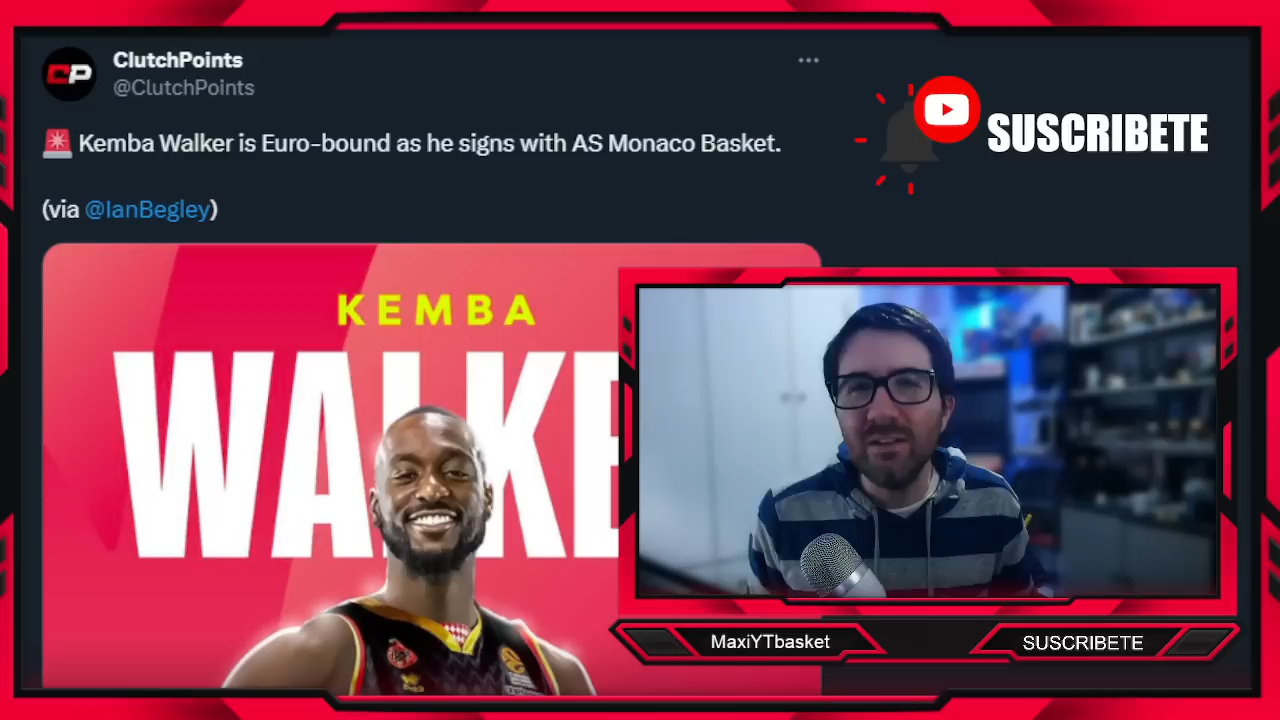 CP
ClutchPoints
@ClutchPoints
🚨 Kemba Walker is Euro-bound as he signs with AS Monaco Basket.
(via @IanBegley)
SUSCRIBETE
KEMBA
WALKE
MaxiYTbasket
SUSCRIBETE